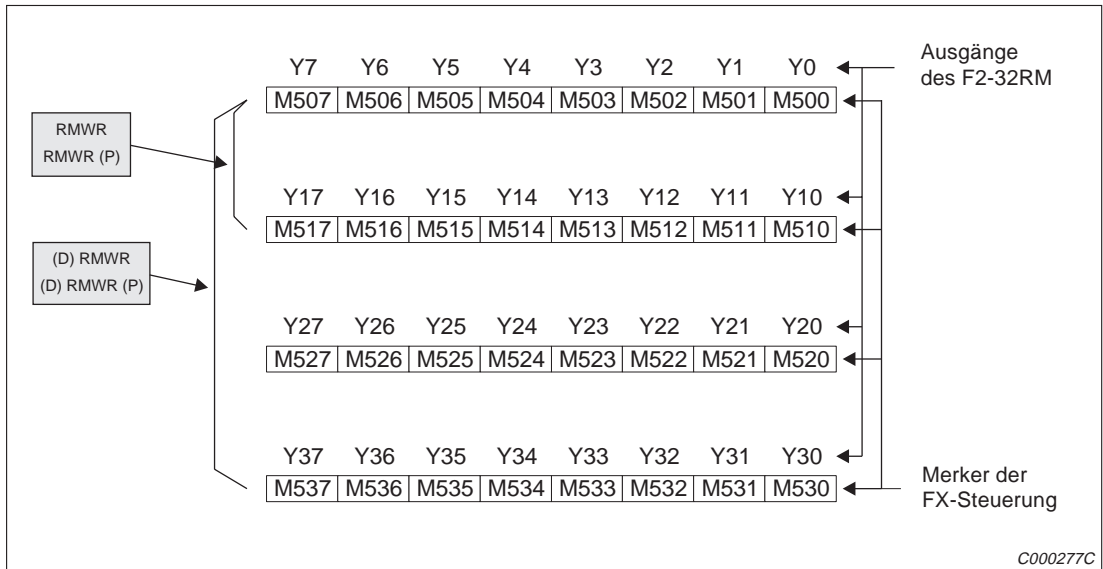 Y7 Y6 Y5 Y4 Y3 Y2 Y1 Y0
M507 M506 M505 M504 M503 M502 M501 M500
Ausgänge
des F2-32RM
RMWR
RMWR (P)
Y17 Y16 Y15 Y14 Y13 Y12 Y11 Y10
M517 M516 M515 M514 M513 M512 M511 M510
(D) RMWR
(D) RMWR (P)
Y27 Y26 Y25 Y24 Y23 Y22 Y21 Y20
M527 M526 M525 M524 M523 M522 M521 M520
Y37 Y36 Y35 Y34 Y33 Y32 Y31 Y30
M537 M536 M535 M534 M533 M532 M531 M530
Merker der
FX-Steuerung
C000277C